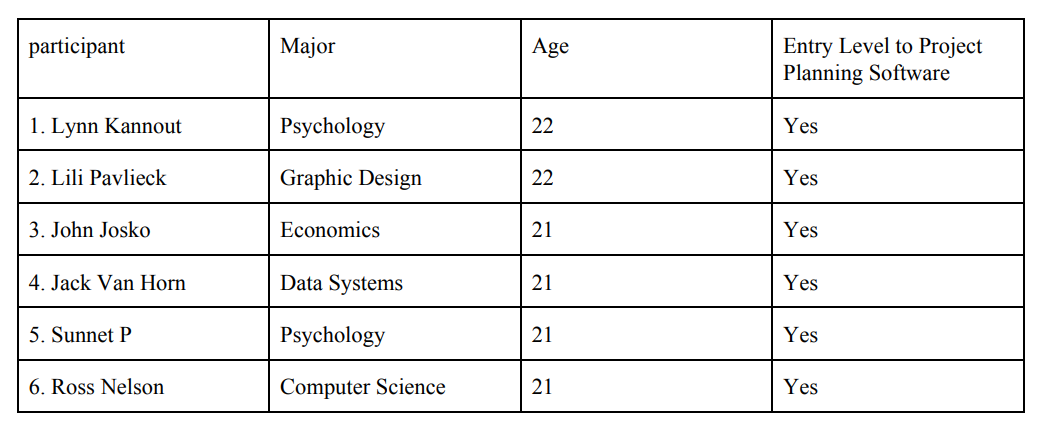 participant Major Age Entry Level to Project
Planning Software
1. Lynn Kannout Psychology 22 Yes
2. Lili Pavlieck Graphic Design 22 Yes
3. John Josko Economics 21 Yes
4. Jack Van Horn Data Systems 21 Yes
5. Sunnet P Psychology 21 Yes
6. Ross Nelson Computer Science 21 Yes